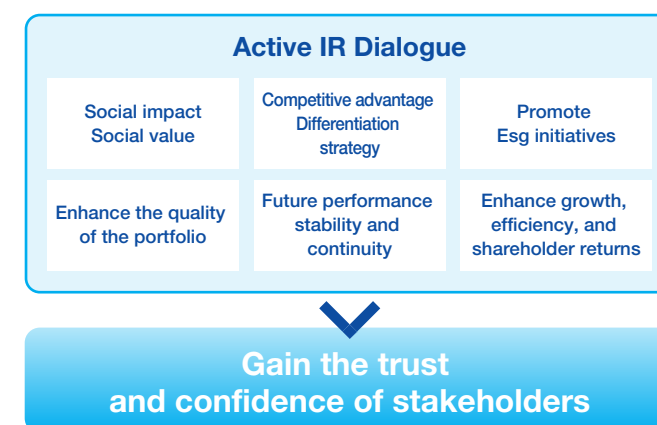 Active IR Dialogue
Social impact
Social value
Competitive advantage
Differentiation
strategy
Promote
Esg initiatives
Enhance the quality
of the portfolio
Future performance
stability and
continuity
Enhance growth,
efficiency, and
shareholder returns
Gain the trust
and confidence of stakeholders